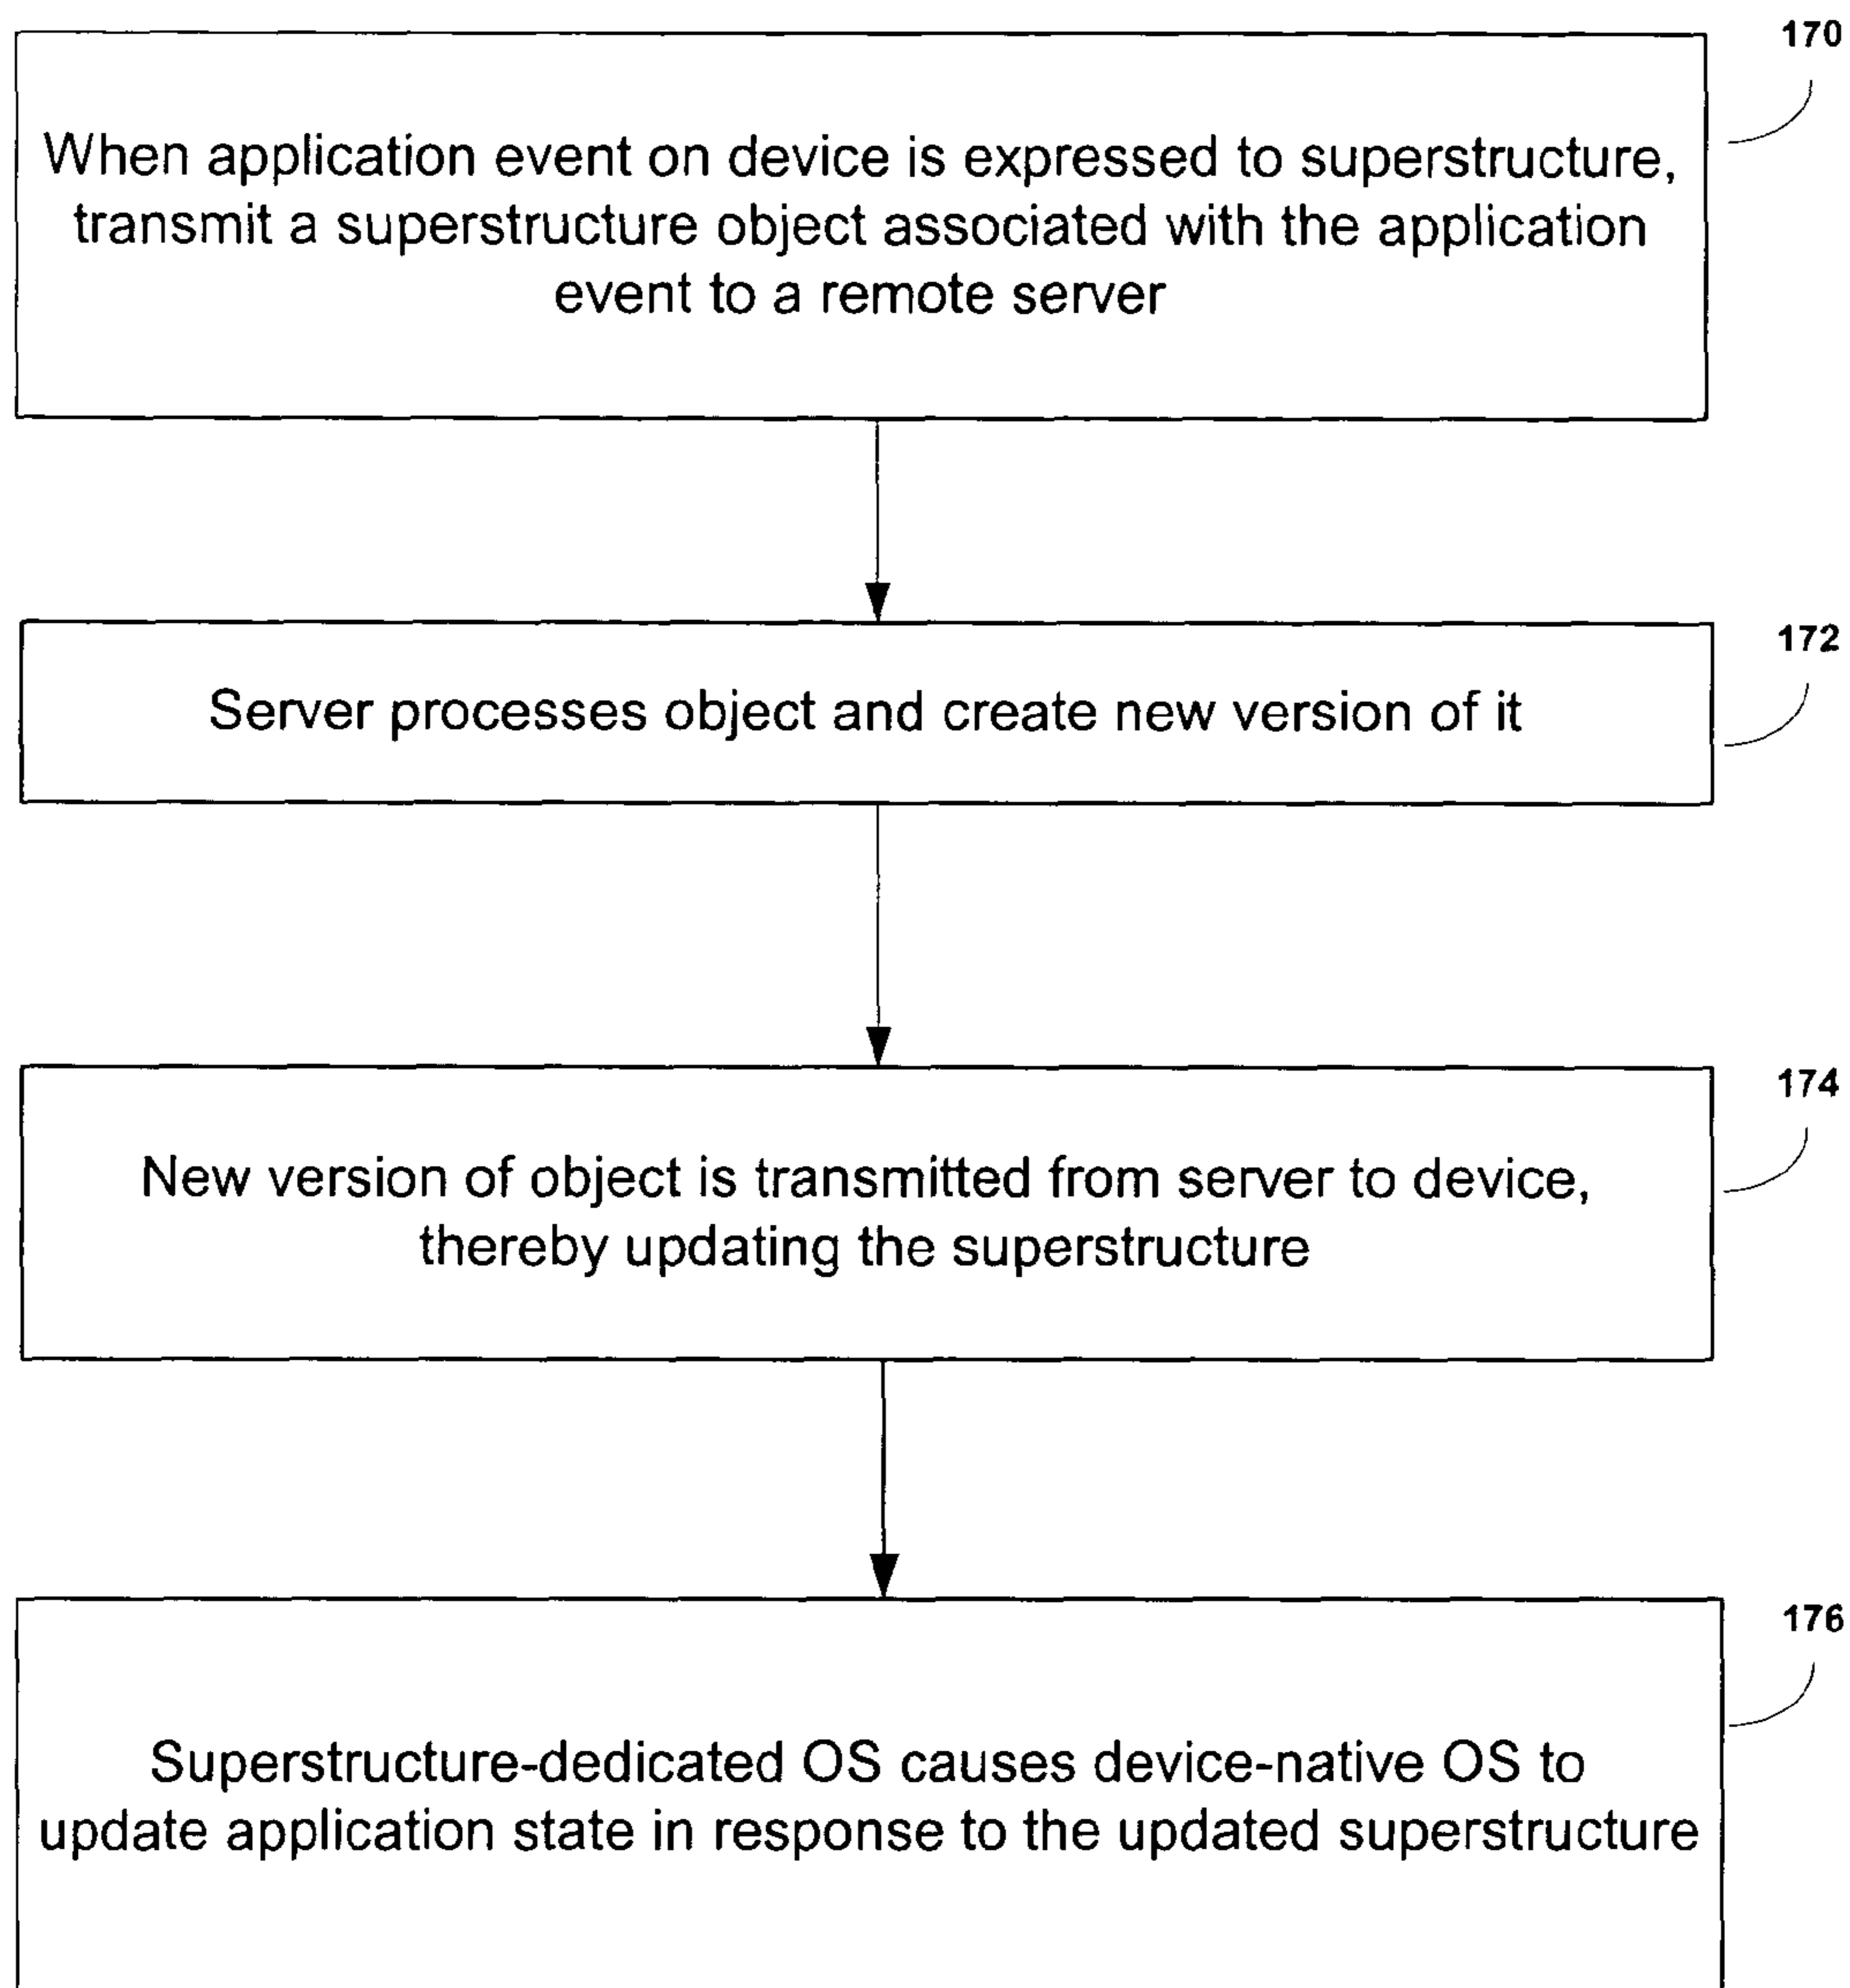 170
When application event on device is expressed to superstructure,
transmit a superstructure object associated with the application
event to a remote server
172
Server processes object and create new version of it
174
New version of object is transmitted from server to device,
thereby updating the superstructure
176
Superstructure-dedicated OS causes device-native OS to
update application state in response to the updated superstructure